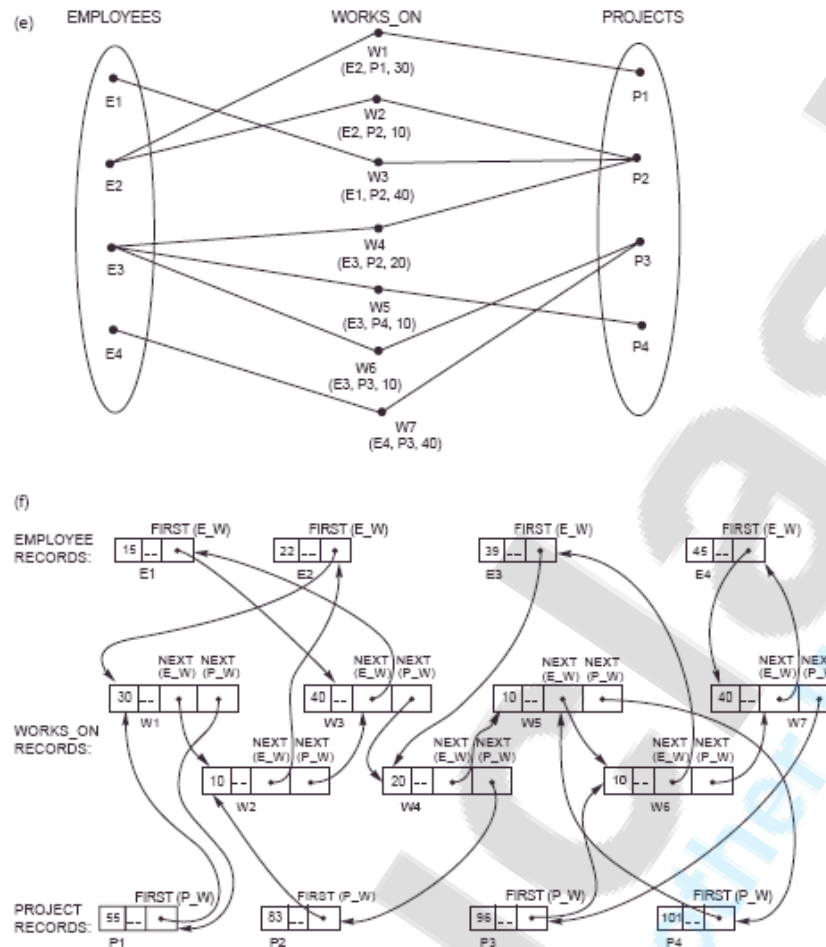 (e)
EMPLOYEES WORKS_ON PROJECTS
W1
(E2, P1, 30)
E1
P1
W2
(E2, P2, 10)
E2
P2
W3
(E1, P2, 40)
W4
(E3, P2, 20)
E3
P3
W5
(E3, P4, 10)
E4
P4
W6
(E3, P3, 10)
W7
(E4, P3, 40)
(f)
EMPLOYEE
RECORDS:
FIRST (E_W) FIRST (E_W) FIRST (E_W) FIRST (E_W)
15 -- 22 -- 39 -- 45 --
E1 E2 E3 E4
NEXT NEXT NEXT NEXT NEXT NEXT NEXT NEXT
(E_W) (P_W) (E_W) (P_W) (E_W) (P_W) (E_W) (P_W)
30 -- 40 -- 10 -- 40 --
W1 W3 W5 W7
WORKS_ON
RECORDS:
NEXT NEXT NEXT NEXT NEXT NEXT
(E_W) (P_W) (E_W) (P_W) (E_W) (P_W)
10 -- 20 -- 10 --
W2 W4 W6
PROJECT
RECORDS:
FIRST (P_W) FIRST (P_W) FIRST (P_W) FIRST (P_W)
55 -- 83 -- 96 -- 101 --
P1 P2 P3 P4